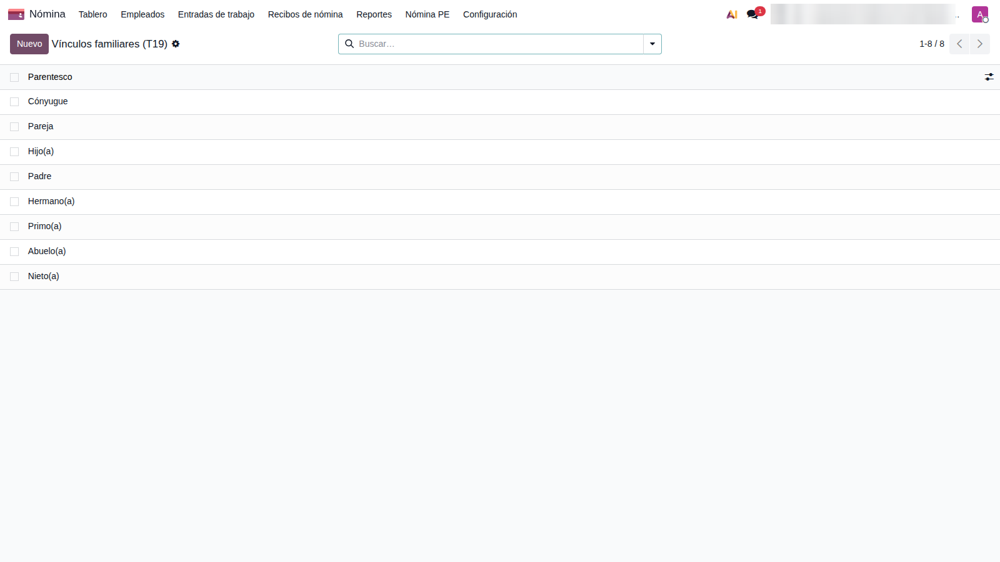 Nómina Tablero Empleados Entradas de trabajo Recibos de nómina Reportes Nómina PE Configuración AI 1 .. A
Nuevo Vínculos familiares (T19) Buscar... 1-8 / 8
Parentesco
Cónyugue
Pareja
Hijo(a)
Padre
Hermano(a)
Primo(a)
Abuelo(a)
Nieto(a)